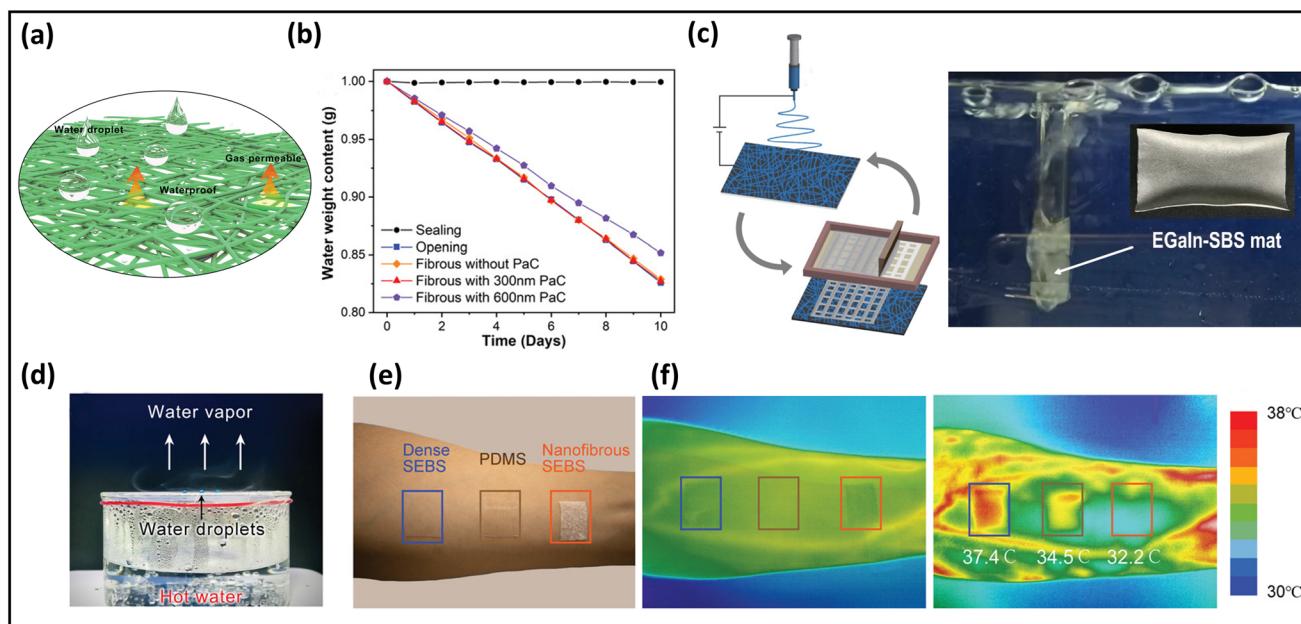 (a)
Water droplet
Gas permeable
Waterproof
(b)
Water weight content (g)
1.00
0.95
0.90
0.85
0.80
Sealing
Opening
Fibrous without PaC
Fibrous with 300nm PaC
Fibrous with 600nm PaC
0 2 4 6 8 10
Time (Days)
(c)
EGaIn-SBS mat
(d)
Water vapor
Water droplets
Hot water
(e)
Dense
SEBS
PDMS
Nanofibrous
SEBS
(f)
37.4 C 34.5 C 32.2 C
38℃
30℃